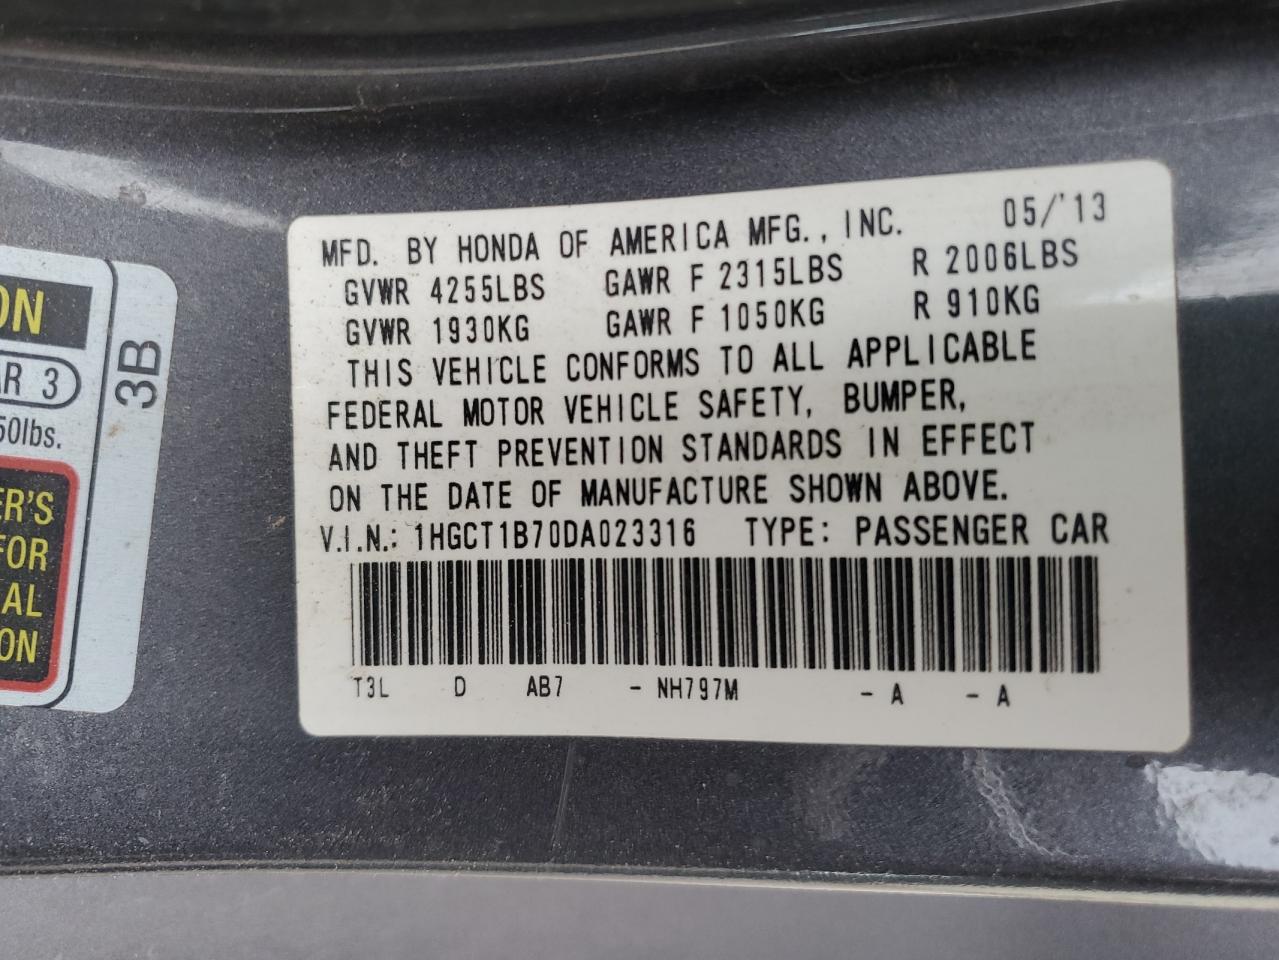 MFD. BY HONDA OF AMERICA MFG., INC. 05/'13
GVWR 4255LBS GAWR F 2315LBS R 2006LBS
GVWR 1930KG GAWR F 1050KG R 910KG
THIS VEHICLE CONFORMS TO ALL APPLICABLE
FEDERAL MOTOR VEHICLE SAFETY, BUMPER,
AND THEFT PREVENTION STANDARDS IN EFFECT
ON THE DATE OF MANUFACTURE SHOWN ABOVE.
V.I.N.: 1HGCT1B70DA023316 TYPE: PASSENGER CAR
T3L D AB7 - NH797M - A - A
ON
AR 3
50lbs.
ER'S
FOR
AL
ON
3B